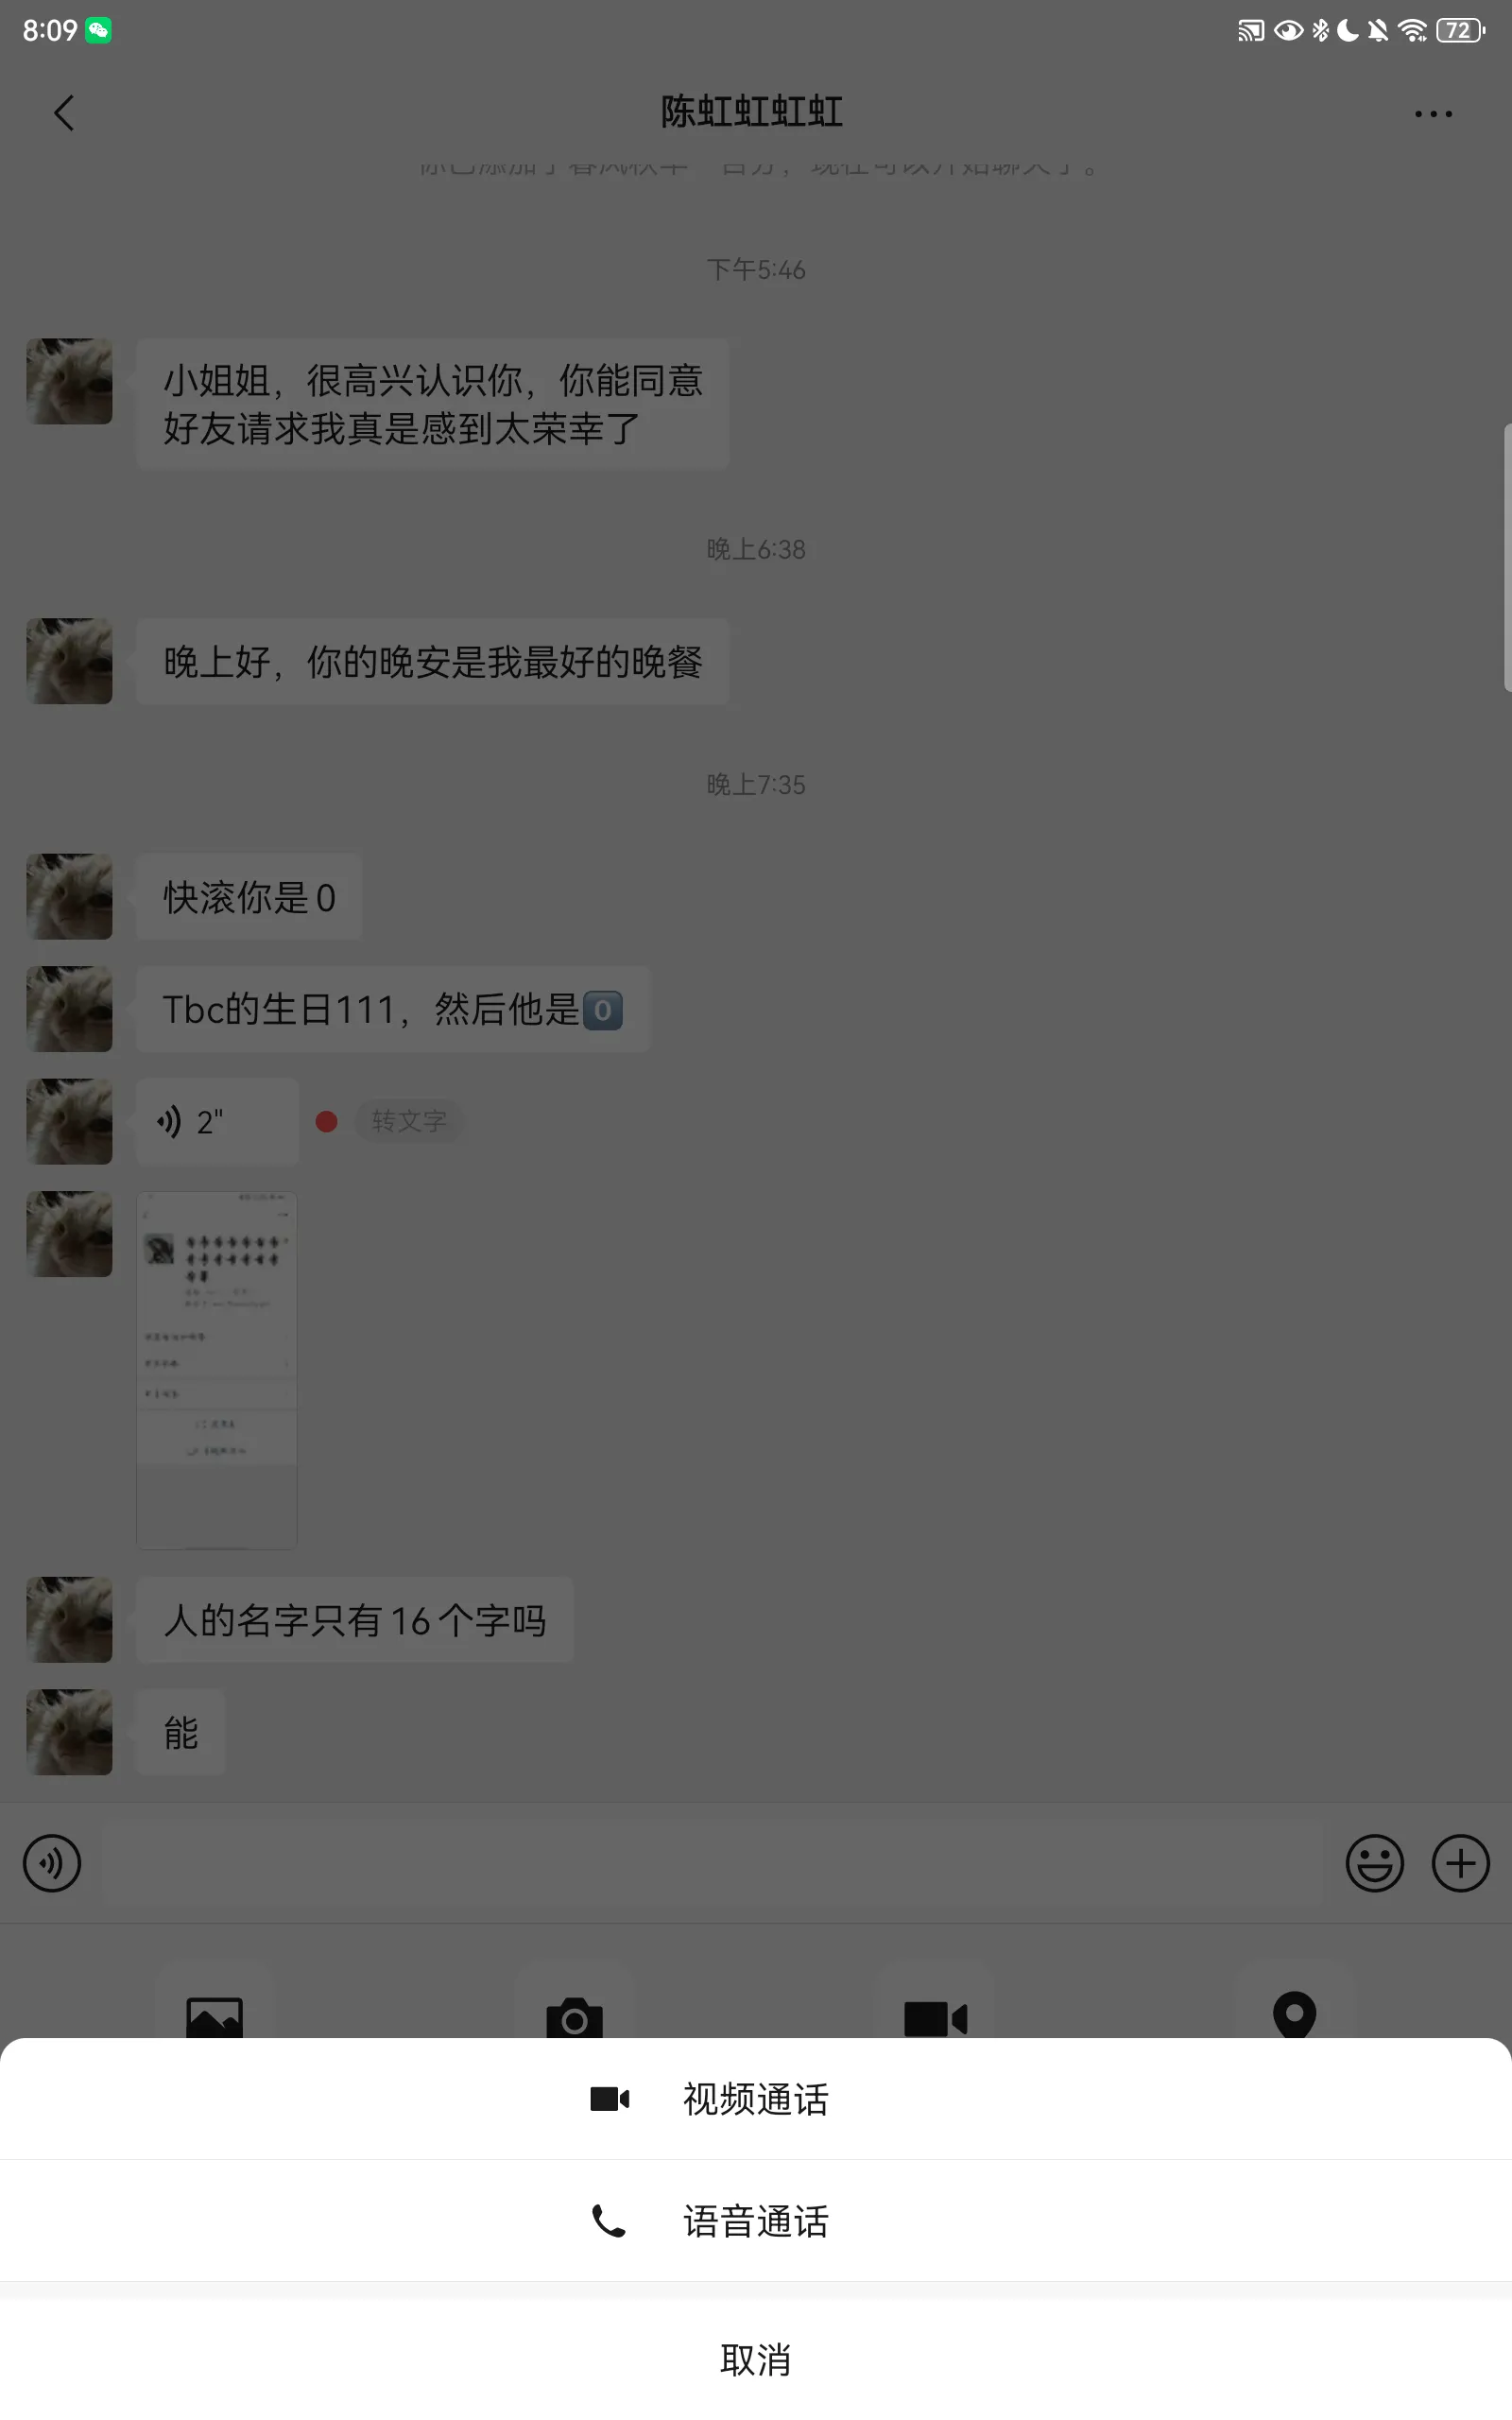 8:09
72
陈虹虹虹虹
下午5:46
小姐姐，很高兴认识你，你能同意
好友请求我真是感到太荣幸了
晚上6:38
晚上好，你的晚安是我最好的晚餐
晚上7:35
快滚你是0
Tbc的生日111，然后他是0️⃣
2"
转文字
人的名字只有16个字吗
能
视频通话
语音通话
取消